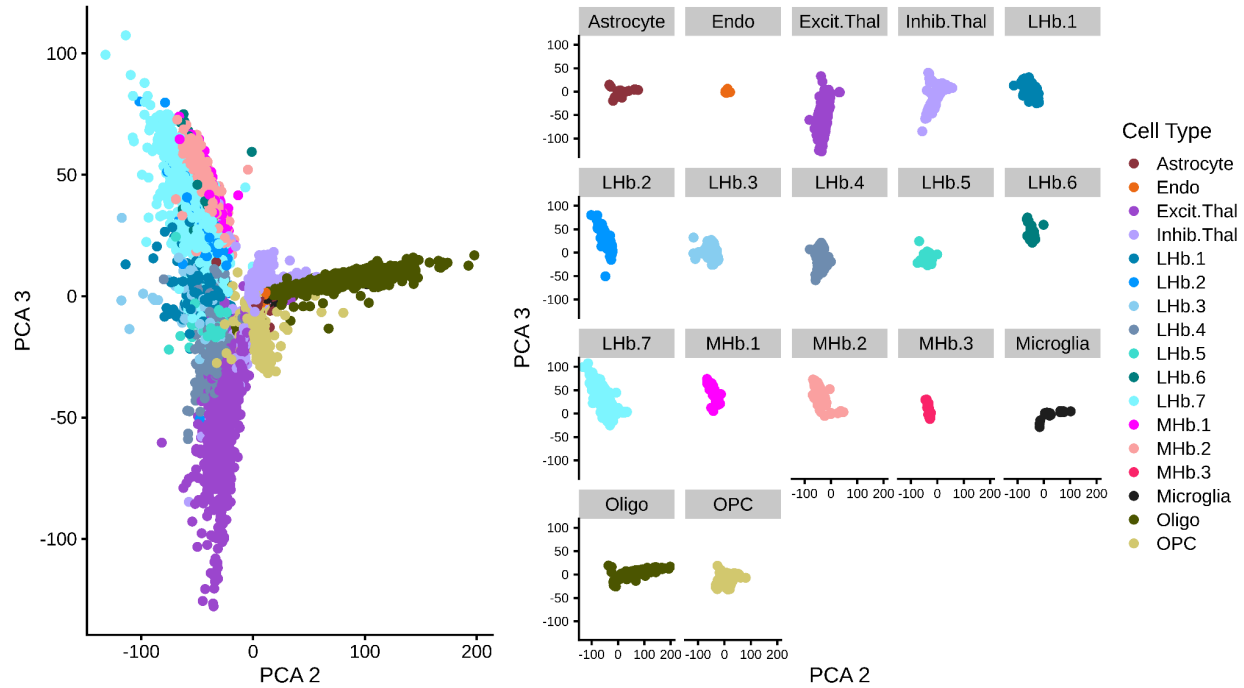 PCA 3
100
50
0
-50
-100
-100
0
100
200
PCA 2
PCA 3
Astrocyte Endo Excit.Thal Inhib.Thal LHb.1
100
50
0
-50
-100
LHb.2 LHb.3 LHb.4 LHb.5 LHb.6
100
50
0
-50
-100
LHb.7 MHb.1 MHb.2 MHb.3 Microglia
100
50
0
-50
-100
-100 0 100 200 -100 0 100 200 -100 0 100 200
Oligo OPC
100
50
0
-50
-100
-100 0 100 200 -100 0 100 200
PCA 2
Cell Type
Astrocyte
Endo
Excit.Thal
Inhib.Thal
LHb.1
LHb.2
LHb.3
LHb.4
LHb.5
LHb.6
LHb.7
MHb.1
MHb.2
MHb.3
Microglia
Oligo
OPC